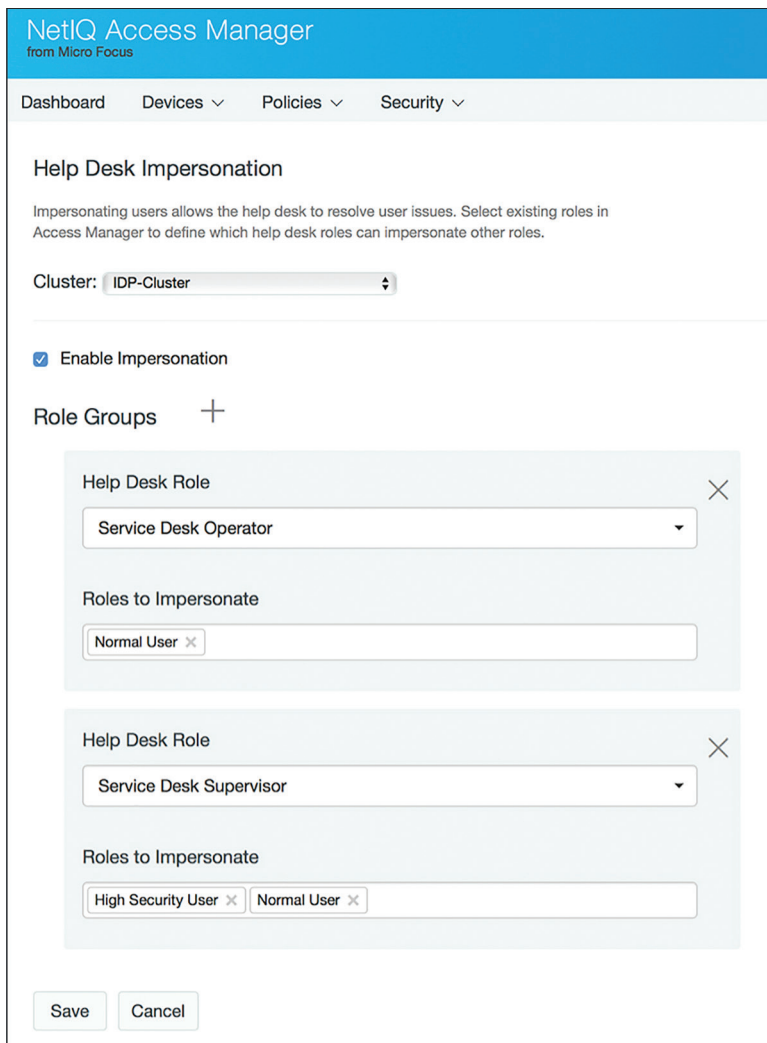 NetIQ Access Manager
from Micro Focus
Dashboard Devices Policies Security
Help Desk Impersonation
Impersonating users allows the help desk to resolve user issues. Select existing roles in
Access Manager to define which help desk roles can impersonate other roles.
Cluster: IDP-Cluster
Enable Impersonation
Role Groups
Help Desk Role
Service Desk Operator
Roles to Impersonate
Normal User
Help Desk Role
Service Desk Supervisor
Roles to Impersonate
High Security User Normal User
Save Cancel